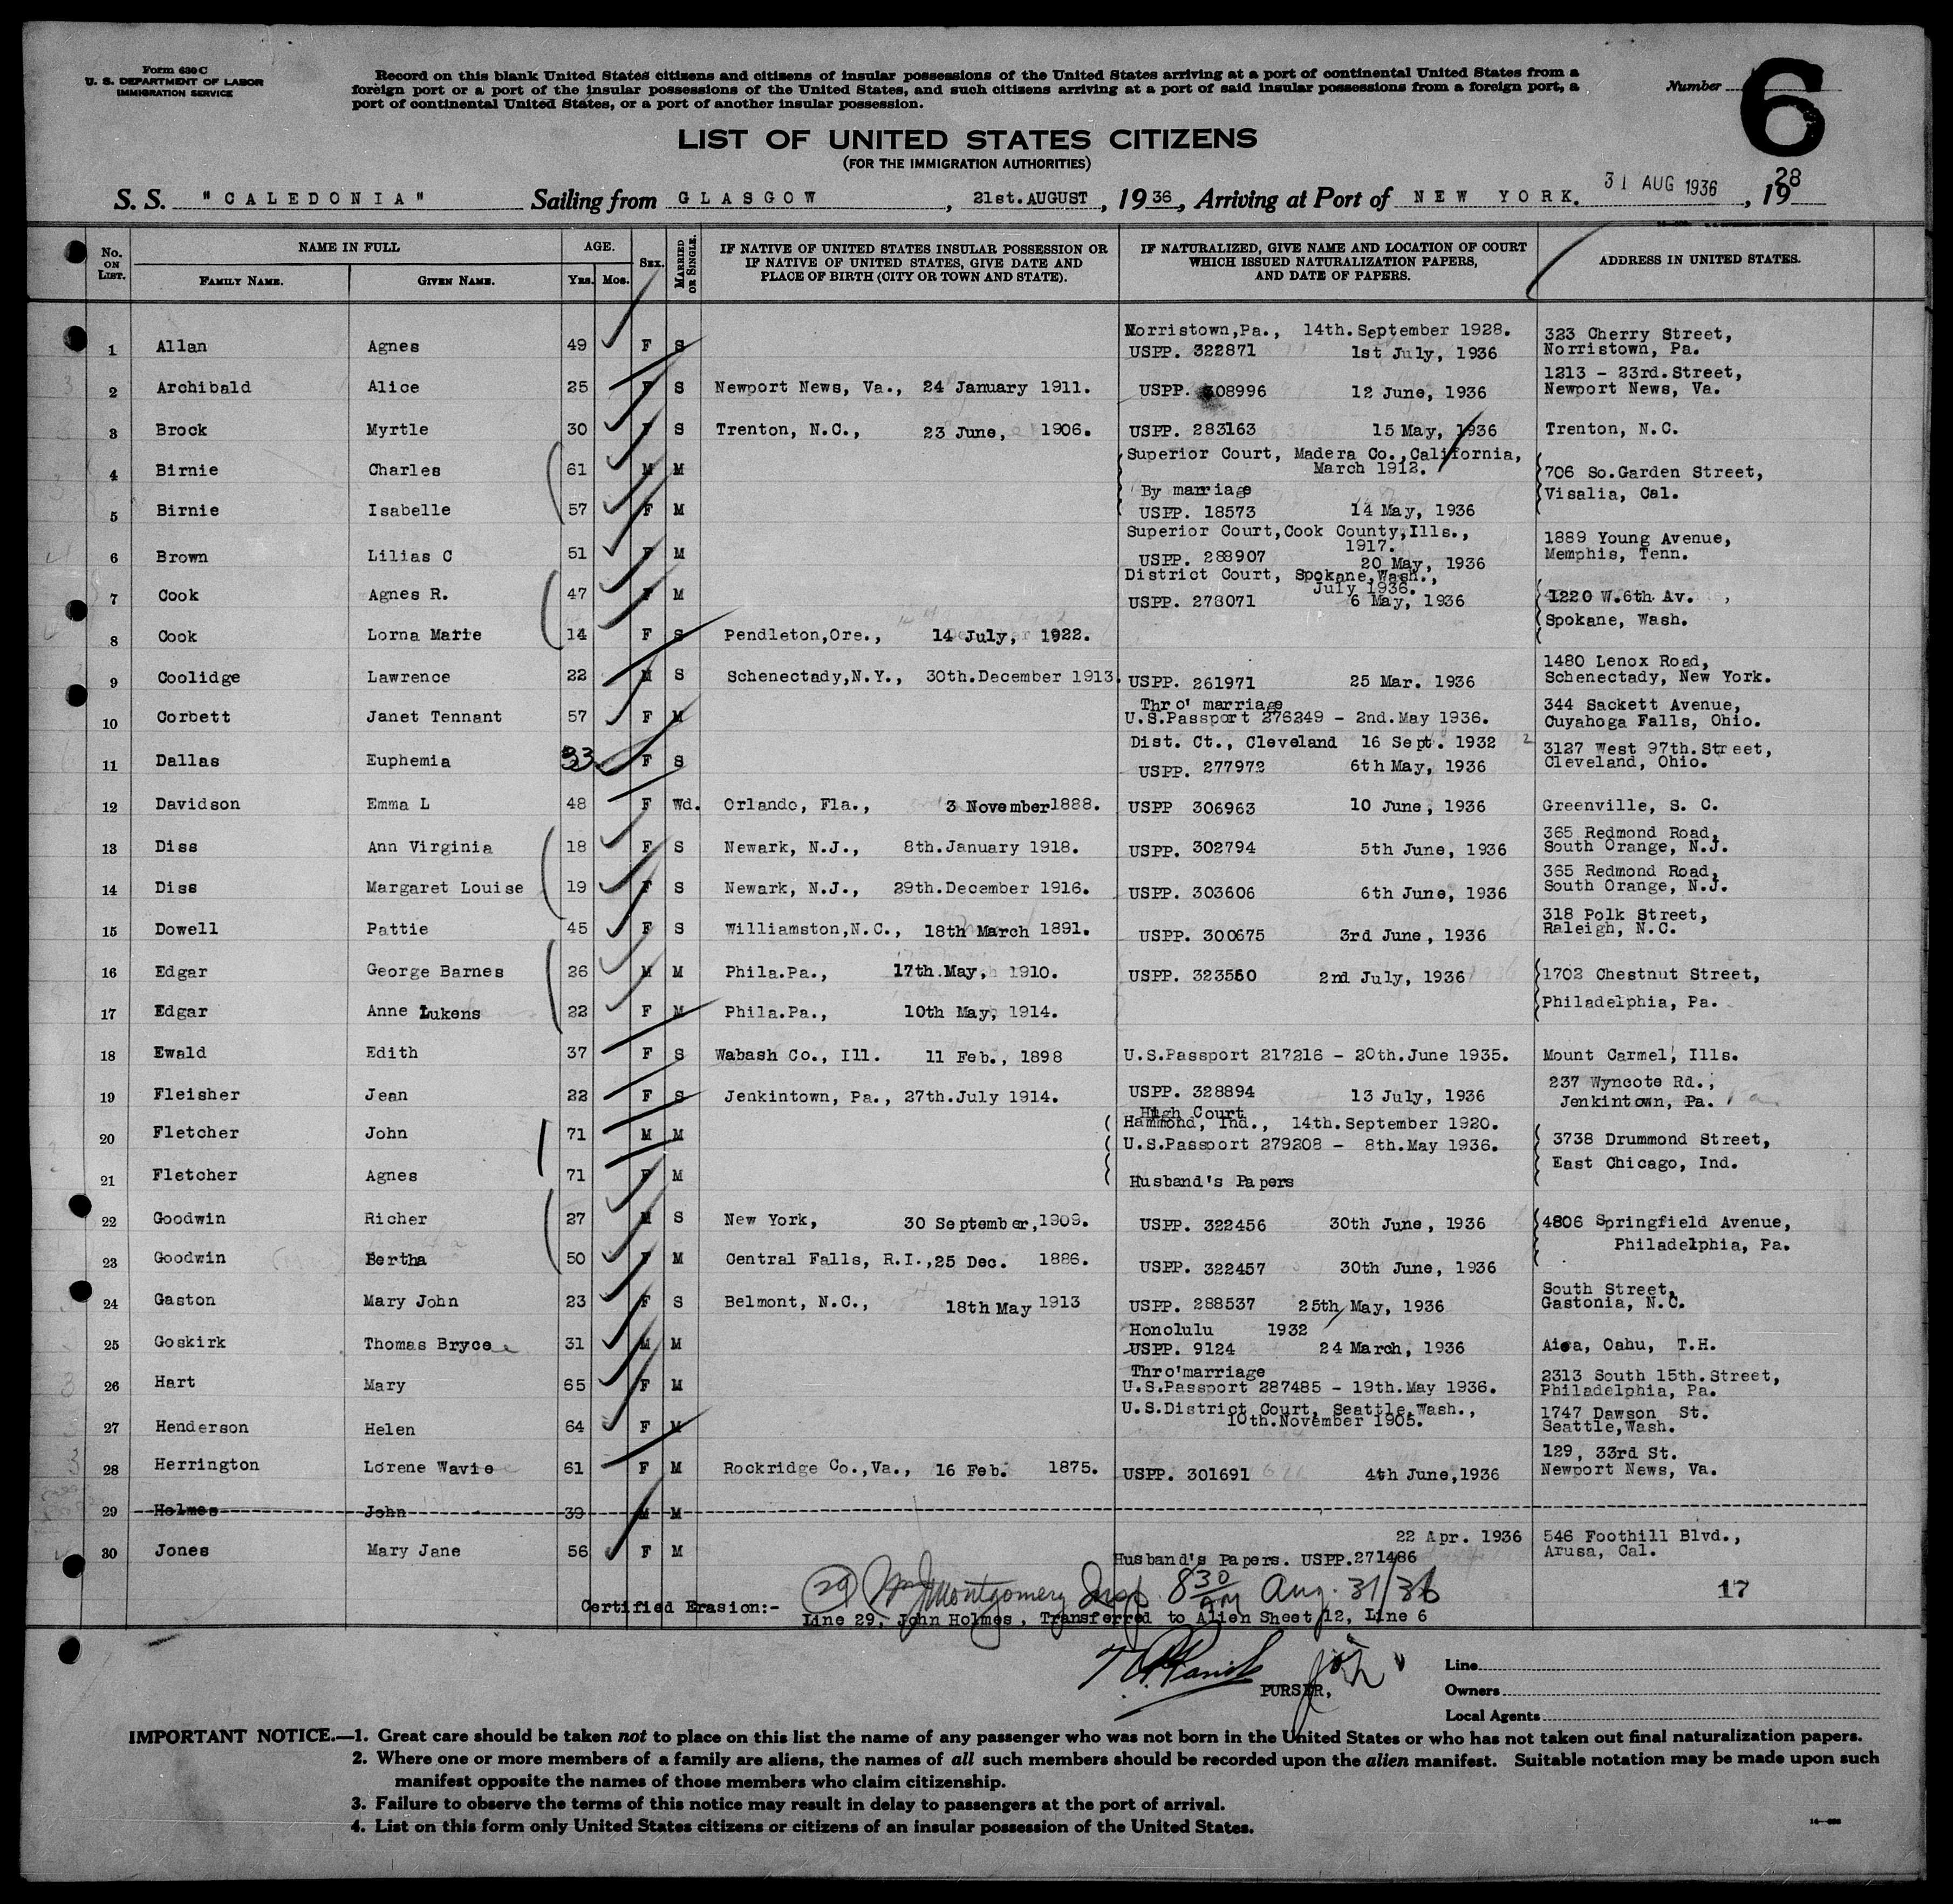 Form 630 C
U. S. DEPARTMENT OF LABOR
IMMIGRATION SERVICE
Record on this blank United States citizens and citizens of insular possessions of the United States arriving at a port of continental United States from a
foreign port or a port of the insular possessions of the United States, and such citizens arriving at a port of said insular possessions from a foreign port, a
port of continental United States, or a port of another insular possession.
Number 6
LIST OF UNITED STATES CITIZENS
(FOR THE IMMIGRATION AUTHORITIES)
S. S. "CALEDONIA" Sailing from GLASGOW, 21st.AUGUST, 1936, Arriving at Port of NEW YORK. 31 AUG 1936, 1928
No. ON LIST. NAME IN FULL FAMILY NAME. GIVEN NAME. AGE. YRS. MOS. SEX. MARRIED OR SINGLE. IF NATIVE OF UNITED STATES INSULAR POSSESSION OR IF NATIVE OF UNITED STATES, GIVE DATE AND PLACE OF BIRTH (CITY OR TOWN AND STATE). IF NATURALIZED, GIVE NAME AND LOCATION OF COURT WHICH ISSUED NATURALIZATION PAPERS, AND DATE OF PAPERS. ADDRESS IN UNITED STATES.
1 Allan Agnes 49 F S Norristown,Pa., 14th.September 1928. USPP. 322871 1st July, 1936 323 Cherry Street, Norristown, Pa.
2 Archibald Alice 25 F S Newport News, Va., 24 January 1911. USPP. 308996 12 June, 1936 1213 - 23rd.Street, Newport News, Va.
3 Brock Myrtle 30 F S Trenton, N.C., 23 June, 1906. USPP. 283163 15 May, 1936 Trenton, N.C.
4 Birnie Charles 61 M M Superior Court, Madera Co.,California, March 1912. 706 So.Garden Street,
5 Birnie Isabelle 57 F M By marriage USPP. 18573 14 May, 1936 Visalia, Cal.
6 Brown Lilias C 51 F M Superior Court,Cook County,Ills., 1917. USPP. 288907 20 May, 1936 1889 Young Avenue, Memphis, Tenn.
7 Cook Agnes R. 47 F M District Court, Spokane,Wash., July 1936. USPP. 278071 6 May, 1936 1220 W.6th Av. ,
8 Cook Lorna Marie 14 F S Pendleton,Ore., 14 July, 1922. Spokane, Wash.
9 Coolidge Lawrence 22 M S Schenectady,N.Y., 30th.December 1913. USPP. 261971 25 Mar. 1936 1480 Lenox Road, Schenectady, New York.
10 Corbett Janet Tennant 57 F M Thro' marriage U.S.Passport 276249 - 2nd.May 1936. 344 Sackett Avenue, Cuyahoga Falls, Ohio.
11 Dallas Euphemia 33 F S Dist. Ct., Cleveland 16 Sept. 1932 USPP. 277972 6th May, 1936 3127 West 97th.Street, Cleveland, Ohio.
12 Davidson Emma L 48 F Wd. Orlando, Fla., 3 November 1888. USPP 306963 10 June, 1936 Greenville, S. C.
13 Diss Ann Virginia 18 F S Newark, N.J., 8th.January 1918. USPP. 302794 5th June, 1936 365 Redmond Road, South Orange, N.J.
14 Diss Margaret Louise 19 F S Newark, N.J., 29th.December 1916. USPP. 303606 6th June, 1936 365 Redmond Road, South Orange, N.J.
15 Dowell Pattie 45 F S Williamston,N.C., 18th March 1891. USPP. 300675 3rd June, 1936 318 Polk Street, Raleigh, N.C.
16 Edgar George Barnes 26 M M Phila.Pa., 17th.May, 1910. USPP. 323560 2nd July, 1936 1702 Chestnut Street,
17 Edgar Anne Lukens 22 F M Phila.Pa., 10th May, 1914. Philadelphia, Pa.
18 Ewald Edith 37 F S Wabash Co., Ill. 11 Feb., 1898 U.S.Passport 217216 - 20th.June 1935. Mount Carmel, Ills.
19 Fleisher Jean 22 F S Jenkintown, Pa., 27th.July 1914. USPP. 328894 13 July, 1936 237 Wyncote Rd., Jenkintown, Pa.
20 Fletcher John 71 M M High Court Hammond, Ind., 14th.September 1920. U.S.Passport 279208 - 8th.May 1936. 3738 Drummond Street,
21 Fletcher Agnes 71 F M Husband's Papers East Chicago, Ind.
22 Goodwin Richer 27 M S New York, 30 September,1909. USPP. 322456 30th June, 1936 4806 Springfield Avenue,
23 Goodwin Bertha 50 F M Central Falls, R.I.,25 Dec. 1886. USPP. 322457 30th June, 1936 Philadelphia, Pa.
24 Gaston Mary John 23 F S Belmont, N.C., 18th May 1913 USPP. 288537 25th May, 1936 South Street, Gastonia, N.C.
25 Goskirk Thomas Bryce 31 M M Honolulu 1932 USPP. 9124 24 March, 1936 Aiea, Oahu, T.H.
26 Hart Mary 65 F M Thro'marriage U.S.Passport 287485 - 19th.May 1936. 2313 South 15th.Street, Philadelphia, Pa.
27 Henderson Helen 64 F M U.S.District Court, Seattle,Wash., 10th.November 1905. 1747 Dawson St. Seattle,Wash.
28 Herrington Lorene Wavie 61 F M Rockridge Co.,Va., 16 Feb. 1875. USPP. 301691 4th June,1936 129, 33rd St. Newport News, Va.
29 Holmes John 39 M M
30 Jones Mary Jane 56 F M Husband's Papers. USPP.271486 22 Apr. 1936 546 Foothill Blvd., Arusa, Cal.
29 Montgomery Insp. 8 30 AM Aug. 31/36 17
Certified Erasion:- Line 29, John Holmes, Transferred to Alien Sheet 12, Line 6
PURSER,
Line
Owners
Local Agents
IMPORTANT NOTICE.—1. Great care should be taken not to place on this list the name of any passenger who was not born in the United States or who has not taken out final naturalization papers.
2. Where one or more members of a family are aliens, the names of all such members should be recorded upon the alien manifest. Suitable notation may be made upon such
manifest opposite the names of those members who claim citizenship.
3. Failure to observe the terms of this notice may result in delay to passengers at the port of arrival.
4. List on this form only United States citizens or citizens of an insular possession of the United States.